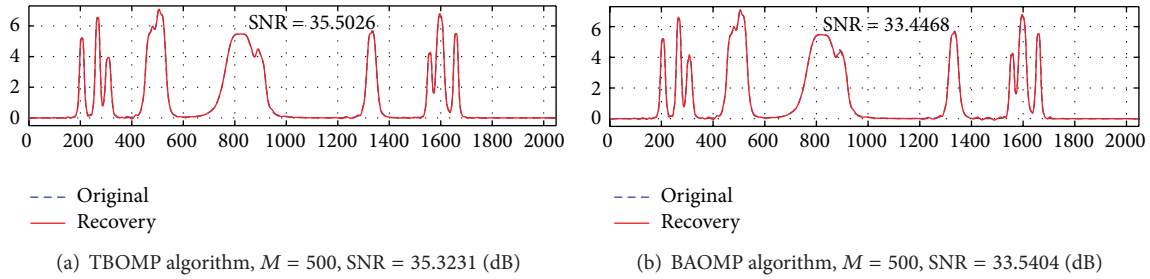 SNR = 35.5026
6
4
2
0
0 200 400 600 800 1000 1200 1400 1600 1800 2000
Original
Recovery
(a) TBOMP algorithm, M = 500, SNR = 35.3231 (dB)
SNR = 33.4468
6
4
2
0
0 200 400 600 800 1000 1200 1400 1600 1800 2000
Original
Recovery
(b) BAOMP algorithm, M = 500, SNR = 33.5404 (dB)